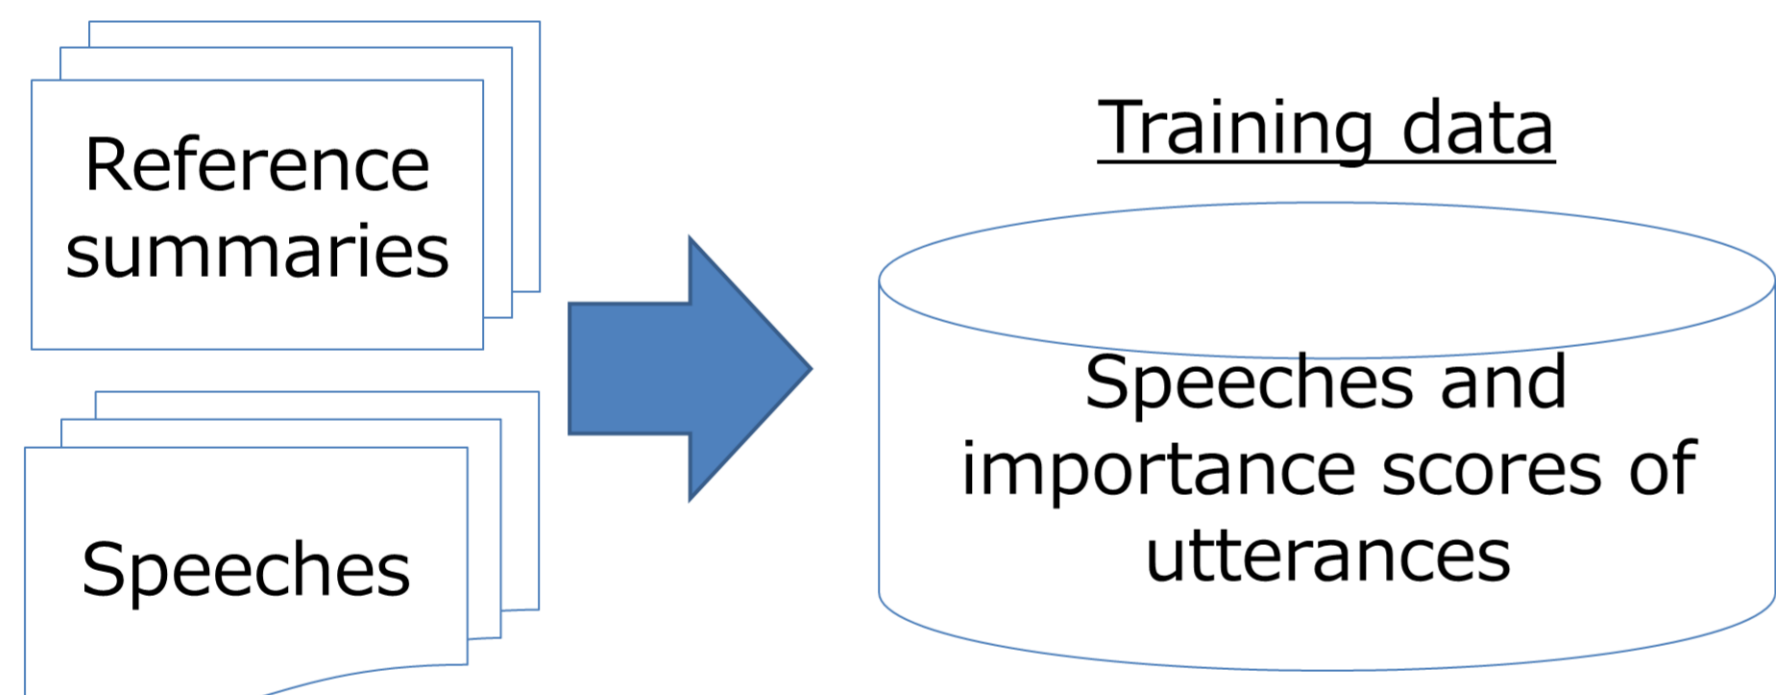 Reference
summaries
Speeches
Training data
Speeches and
importance scores of
utterances